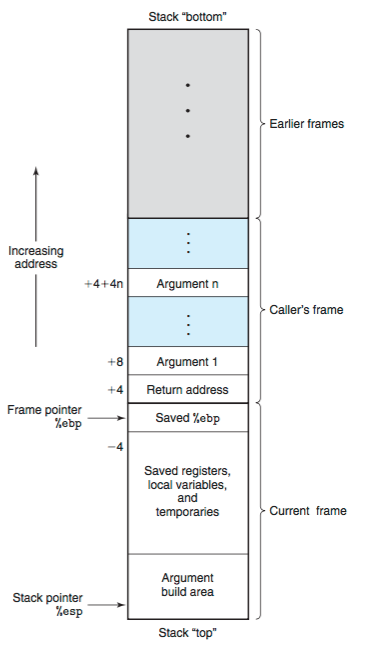 Stack “bottom”
Earlier frames
Increasing
address
+4+4n
Argument n
Caller's frame
+8
Argument 1
+4
Return address
Frame pointer
%ebp
Saved %ebp
−4
Saved registers,
local variables,
and
temporaries
Current frame
Argument
build area
Stack pointer
%esp
Stack “top”